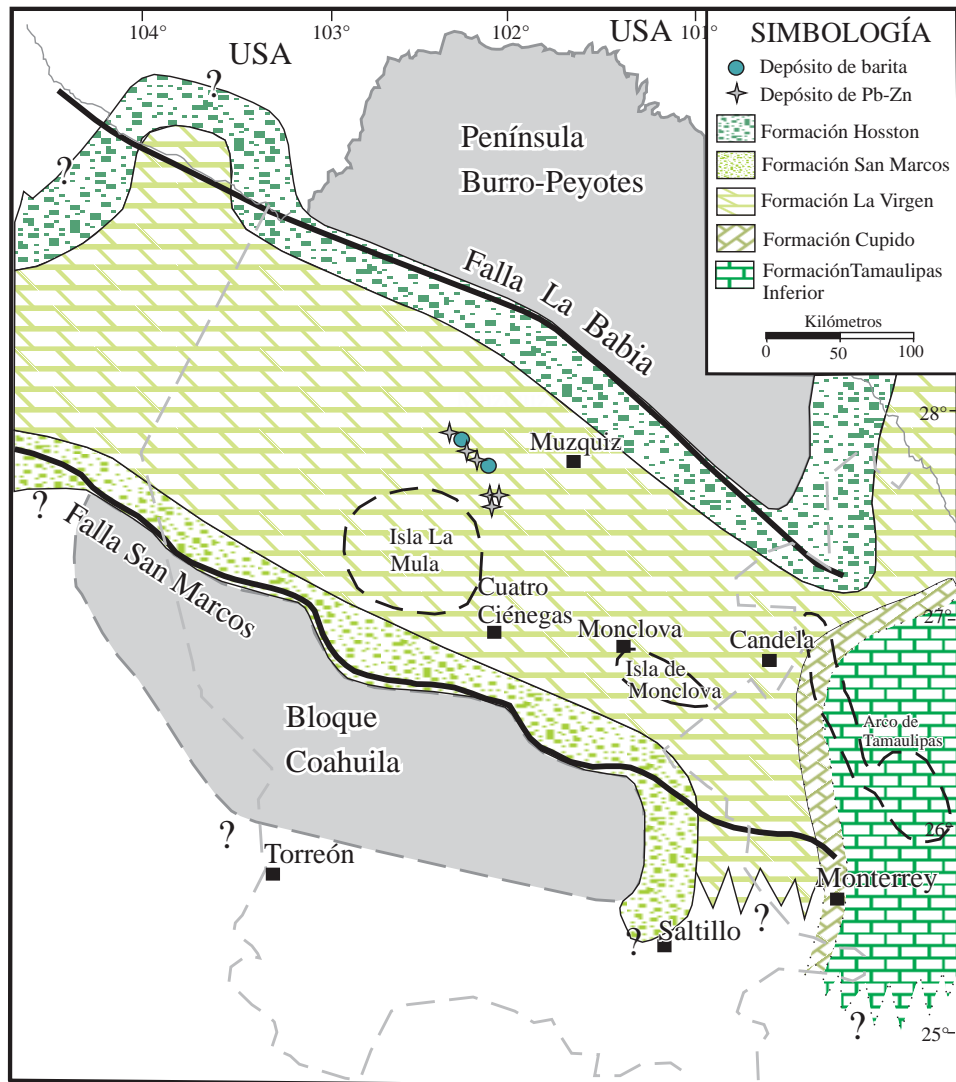 104°
103°
102°
101°
USA
USA
SIMBOLOGÍA
Depósito de barita
Depósito de Pb-Zn
Formación Hosston
Formación San Marcos
Formación La Virgen
Formación Cupido
FormaciónTamaulipas
Inferior
Kilómetros
0 50 100
?
?
Península
Burro-Peyotes
Falla La Babia
28°
Muzquiz
?
Falla San Marcos
Isla La
Mula
Cuatro
Ciénegas
Monclova
Candela
27°
Isla de
Monclova
Bloque
Coahuila
Arco de
Tamaulipas
26°
?
Torreón
Monterrey
?
?
Saltillo
?
25°